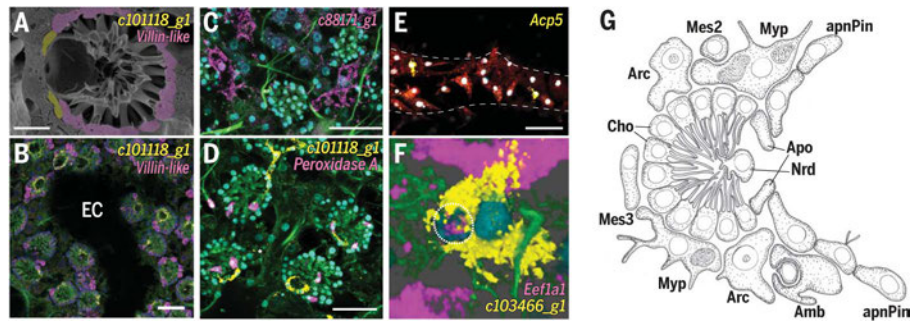 A
c101118_g1
Villin-like
B
c101118_g1
Villin-like
EC
C
c88171_g1
D
c101118_g1
Peroxidase A
E
Acp5
F
Eef1a1
c103466_g1
G
Mes2
Myp
apnPin
Arc
Cho
Apo
Nrd
Mes3
Myp
Arc
Amb
apnPin